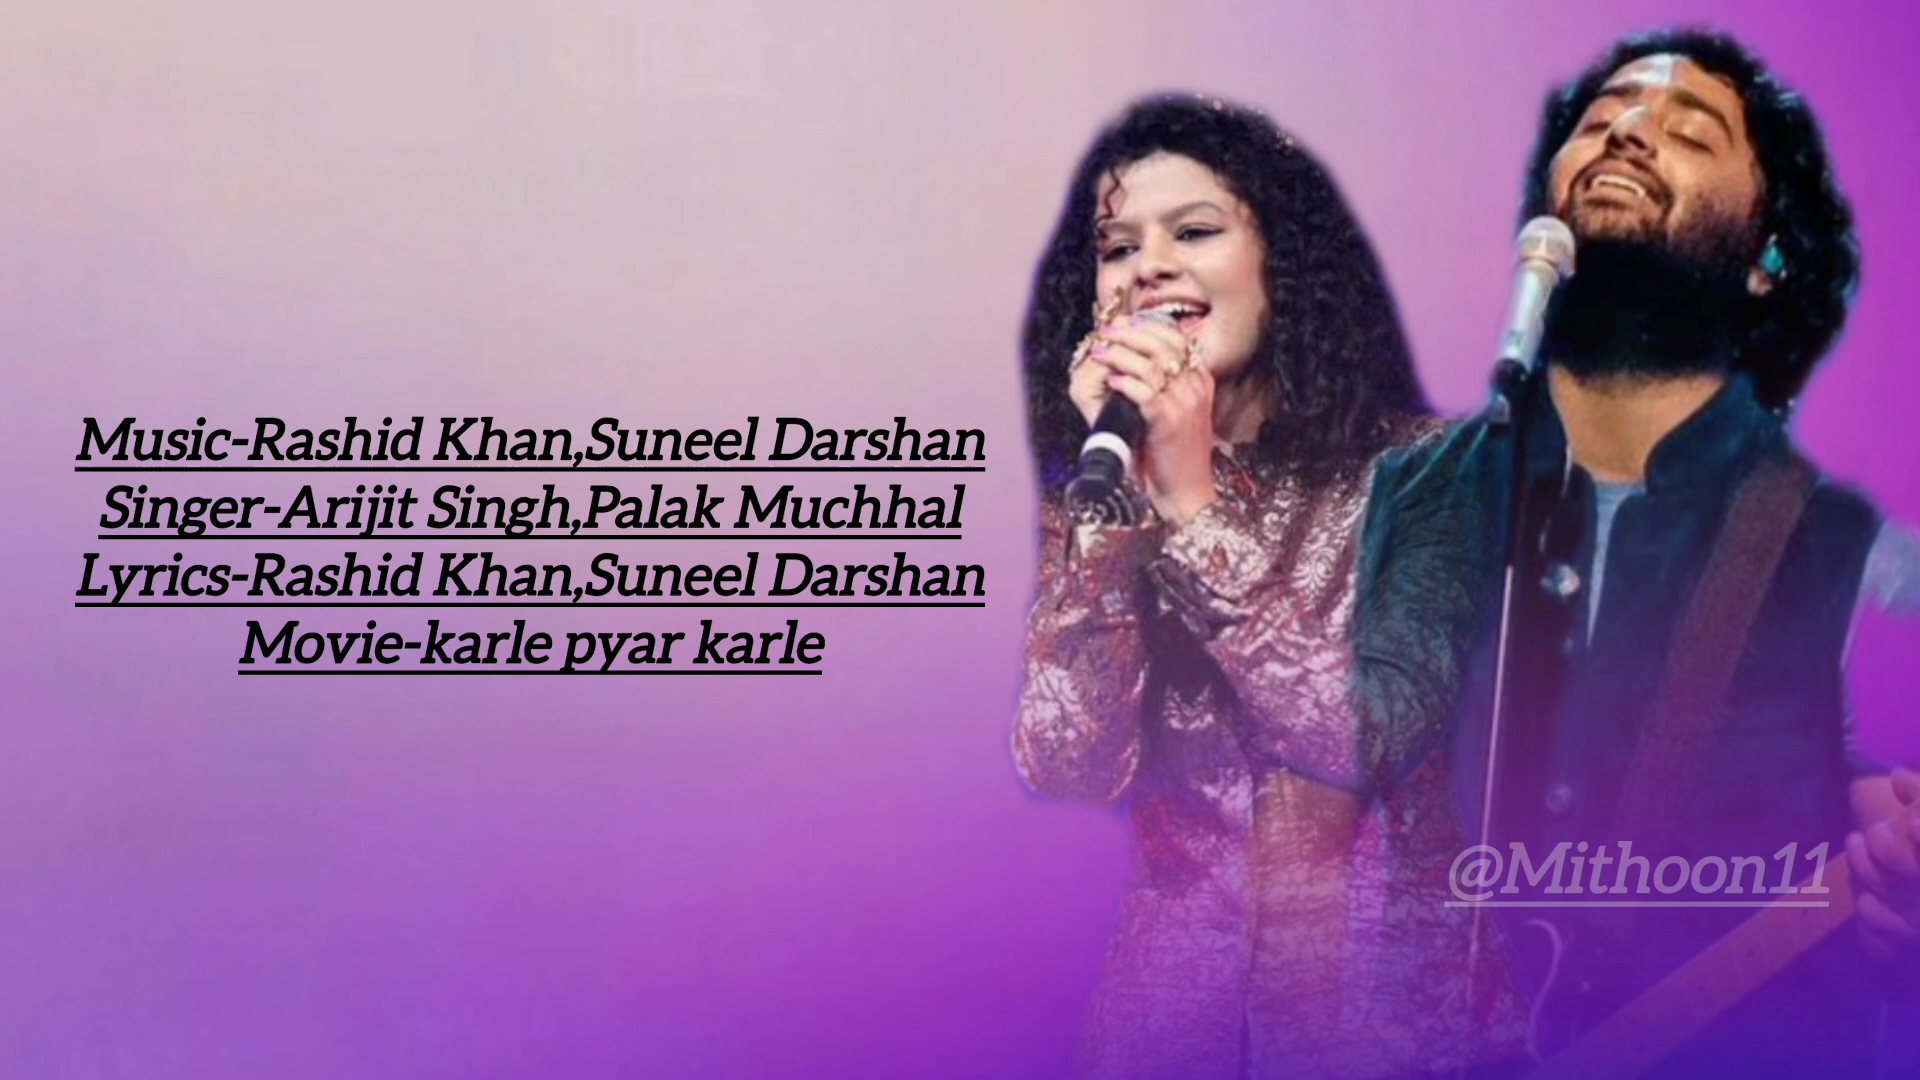 Music-Rashid Khan,Suneel Darshan
Singer-Arijit Singh,Palak Muchhal
Lyrics-Rashid Khan,Suneel Darshan
Movie-karle pyar karle
@Mithoon11